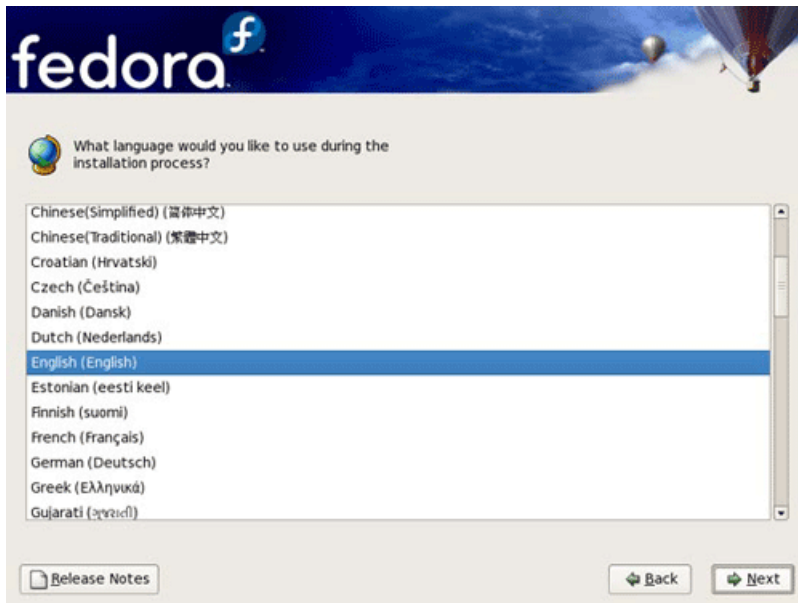 fedora
What language would you like to use during the
installation process?
Chinese(Simplified) (简体中文)
Chinese(Traditional) (繁體中文)
Croatian (Hrvatski)
Czech (Čeština)
Danish (Dansk)
Dutch (Nederlands)
English (English)
Estonian (eesti keel)
Finnish (suomi)
French (Français)
German (Deutsch)
Greek (Ελληνικά)
Gujarati (ગુજરાતી)
Release Notes
Back
Next